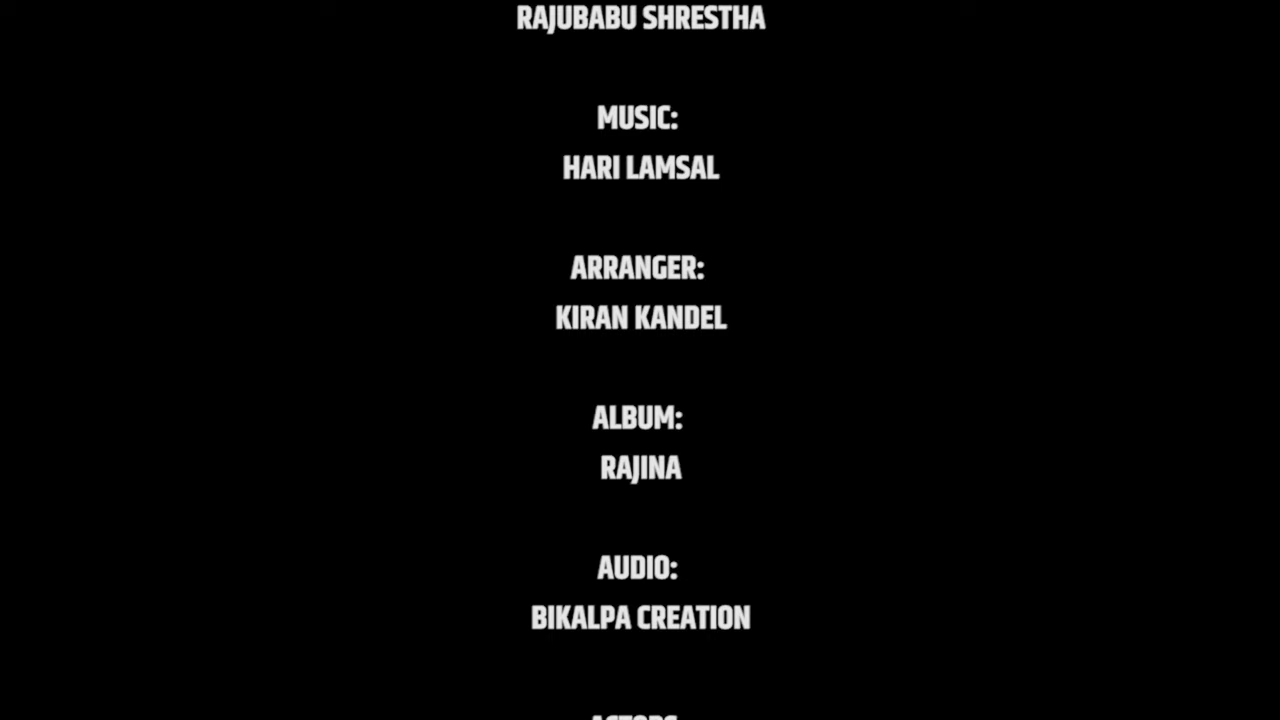 RAJUBABU SHRESTHA
MUSIC:
HARI LAMSAL
ARRANGER:
KIRAN KANDEL
ALBUM:
RAJINA
AUDIO:
BIKALPA CREATION